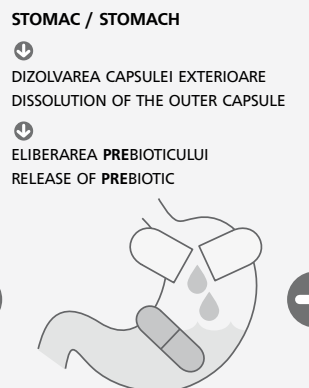 STOMAC / STOMACH
DIZOLVAREA CAPSULEI EXTERIOARE
DISSOLUTION OF THE OUTER CAPSULE
ELIBERAREA PREBIOTICULUI
RELEASE OF PREBIOTIC